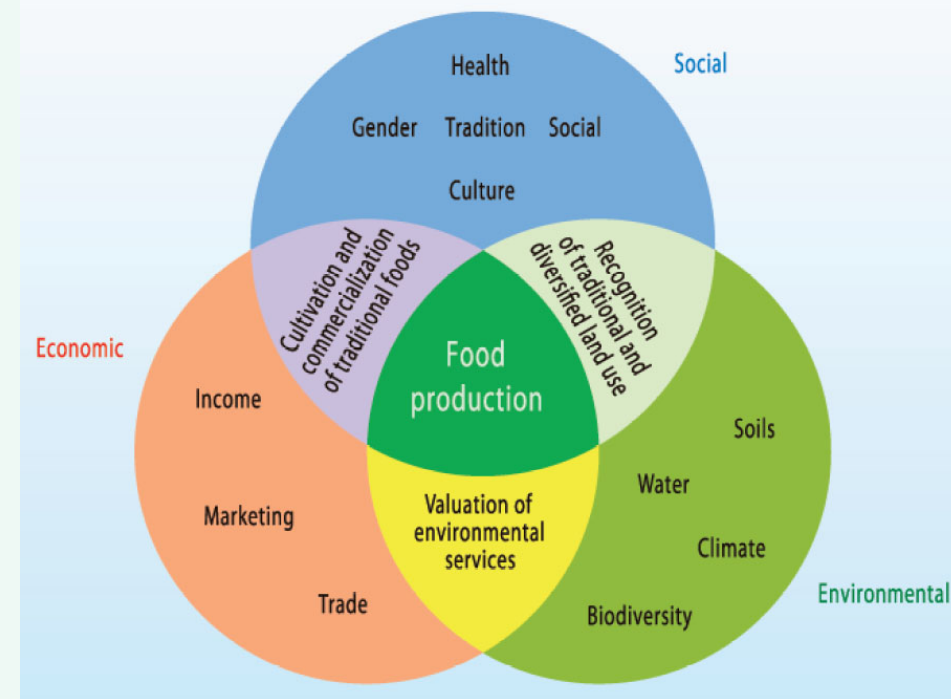 Health
Social
Gender Tradition Social
Culture
Cultivation and
commercialization
of traditional foods
Recognition
of traditional and
diversified land use
Economic
Food
production
Income
Soils
Water
Valuation of
environmental
services
Marketing
Climate
Trade
Biodiversity
Environmental